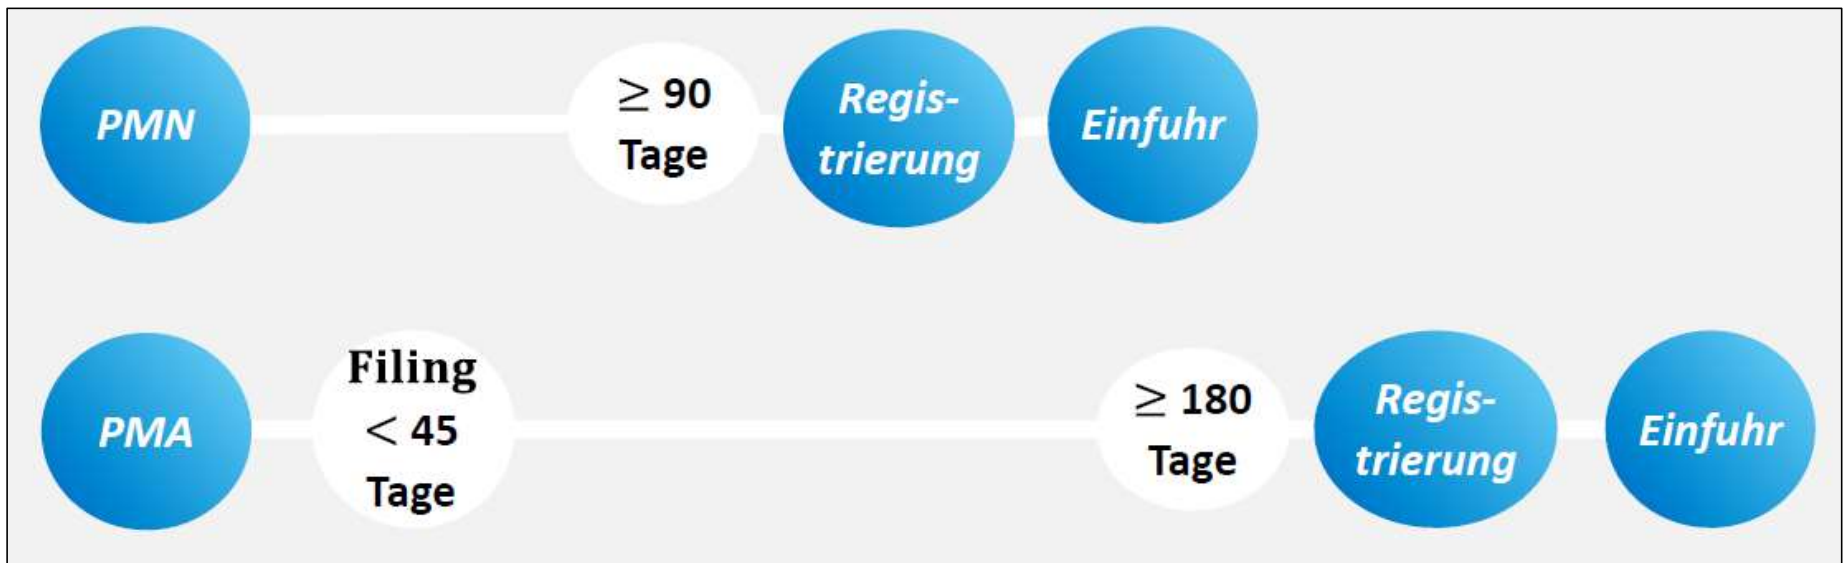 PMN
≥ 90
Tage
Regis-
trierung
Einfuhr
PMA
Filing
< 45
Tage
≥ 180
Tage
Regis-
trierung
Einfuhr